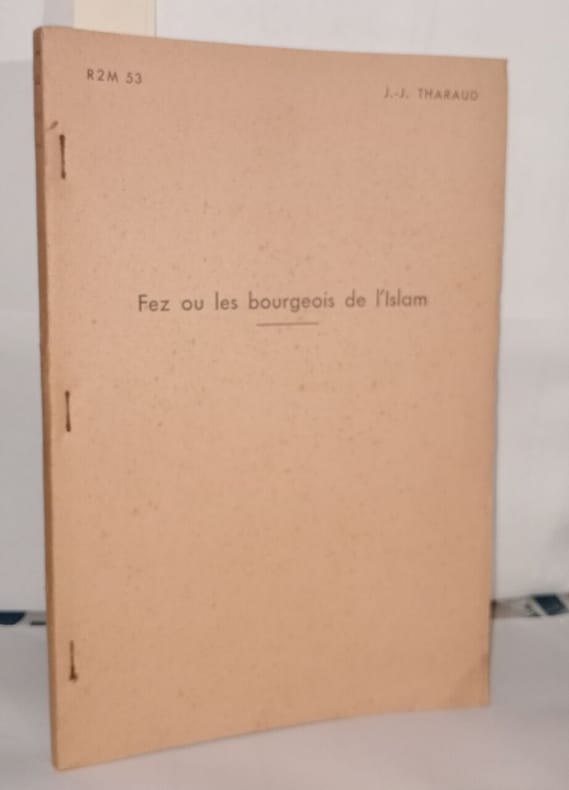 R2M 53
J.-J. THARAUD
Fez ou les bourgeois de l'Islam